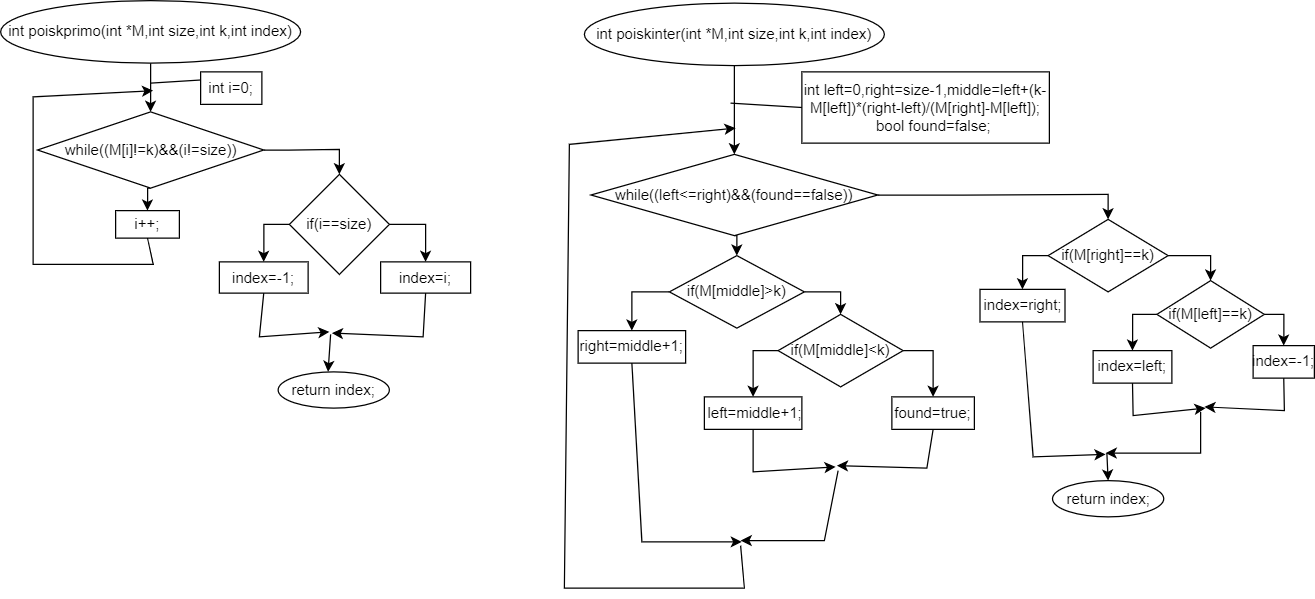 int poiskprimo(int *M,int size,int k,int index)
int i=0;
while((M[i]!=k)&&(i!=size))
i++;
if(i==size)
index=-1;
index=i;
return index;
int poiskinter(int *M,int size,int k,int index)
int left=0,right=size-1,middle=left+(k-
M[left])*(right-left)/(M[right]-M[left]);
bool found=false;
while((left<=right)&&(found==false))
if(M[middle]>k)
right=middle+1;
if(M[middle]<k)
left=middle+1;
found=true;
if(M[right]==k)
index=right;
if(M[left]==k)
index=left;
index=-1;
return index;